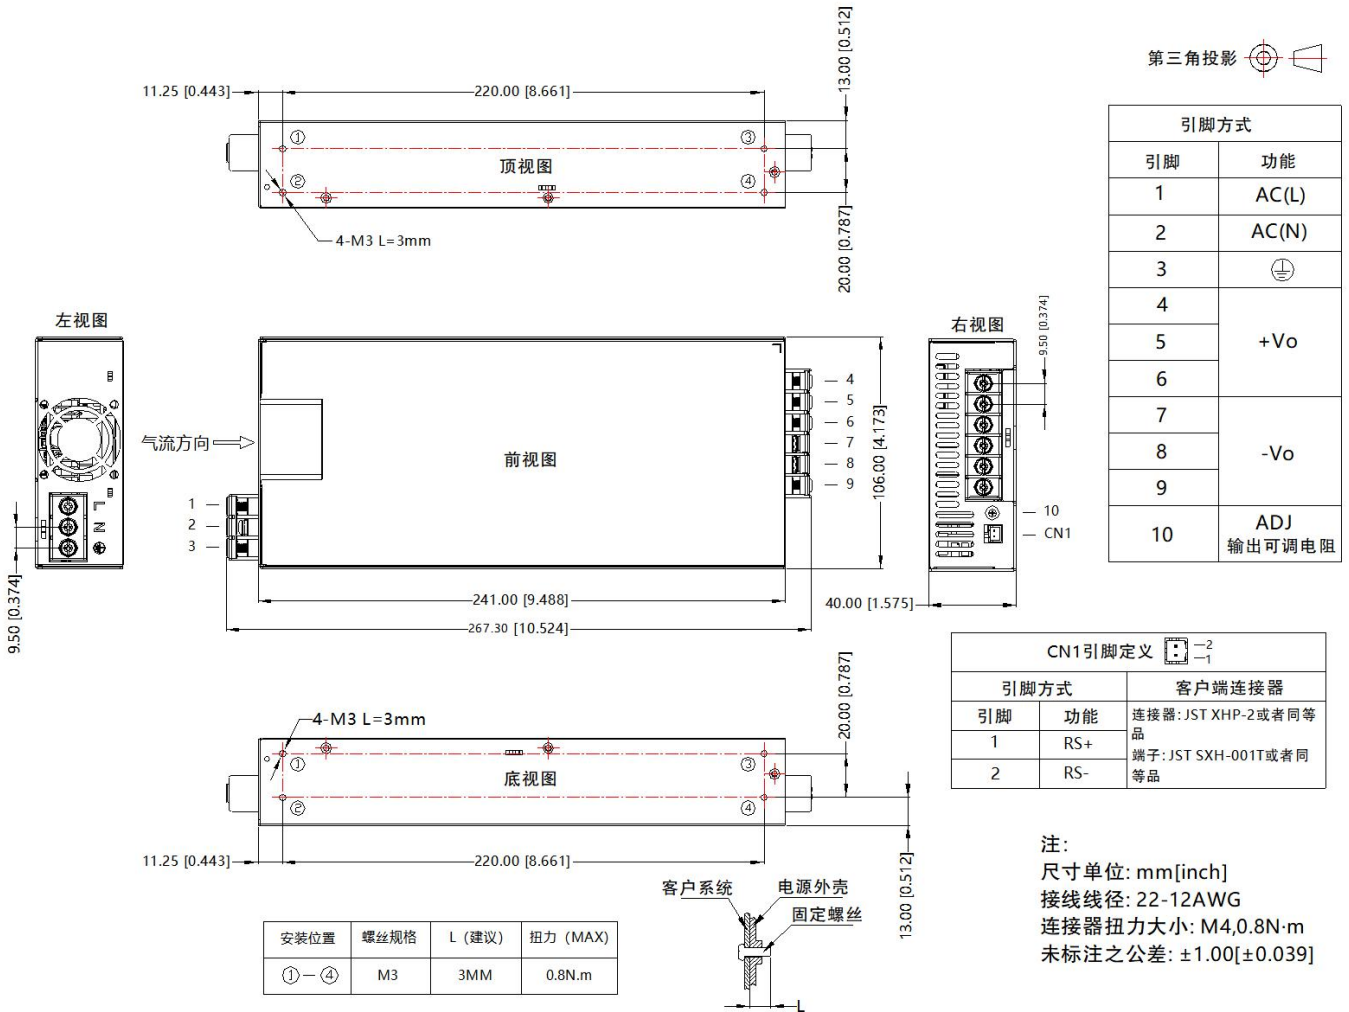 13.00 [0.512]
第三角投影
11.25 [0.443]
220.00 [8.661]
① ③
顶视图
② ④
4-M3 L=3mm
20.00 [0.787]
引脚方式
引脚 功能
1 AC(L)
2 AC(N)
3
4
5 +Vo
6
7
8 -Vo
9
10 ADJ
输出可调电阻
左视图
L
N
9.50 [0.374]
气流方向
前视图
1
2
3
4
5
6
7
8
9
106.00 [4.173]
241.00 [9.488]
267.30 [10.524]
右视图
9.50 [0.374]
10
CN1
40.00 [1.575]
CN1引脚定义
2
1
引脚方式 客户端连接器
引脚 功能
1 RS+
2 RS-
连接器: JST XHP-2或者同等
品
端子: JST SXH-001T或者同
等品
4-M3 L=3mm
20.00 [0.787]
① ③
底视图
② ④
11.25 [0.443]
220.00 [8.661]
13.00 [0.512]
客户系统
电源外壳
固定螺丝
L
安装位置 螺丝规格 L（建议） 扭力（MAX)
①－④ M3 3MM 0.8N.m
注:
尺寸单位: mm[inch]
接线线径: 22-12AWG
连接器扭力大小: M4,0.8N·m
未标注之公差: ±1.00[±0.039]